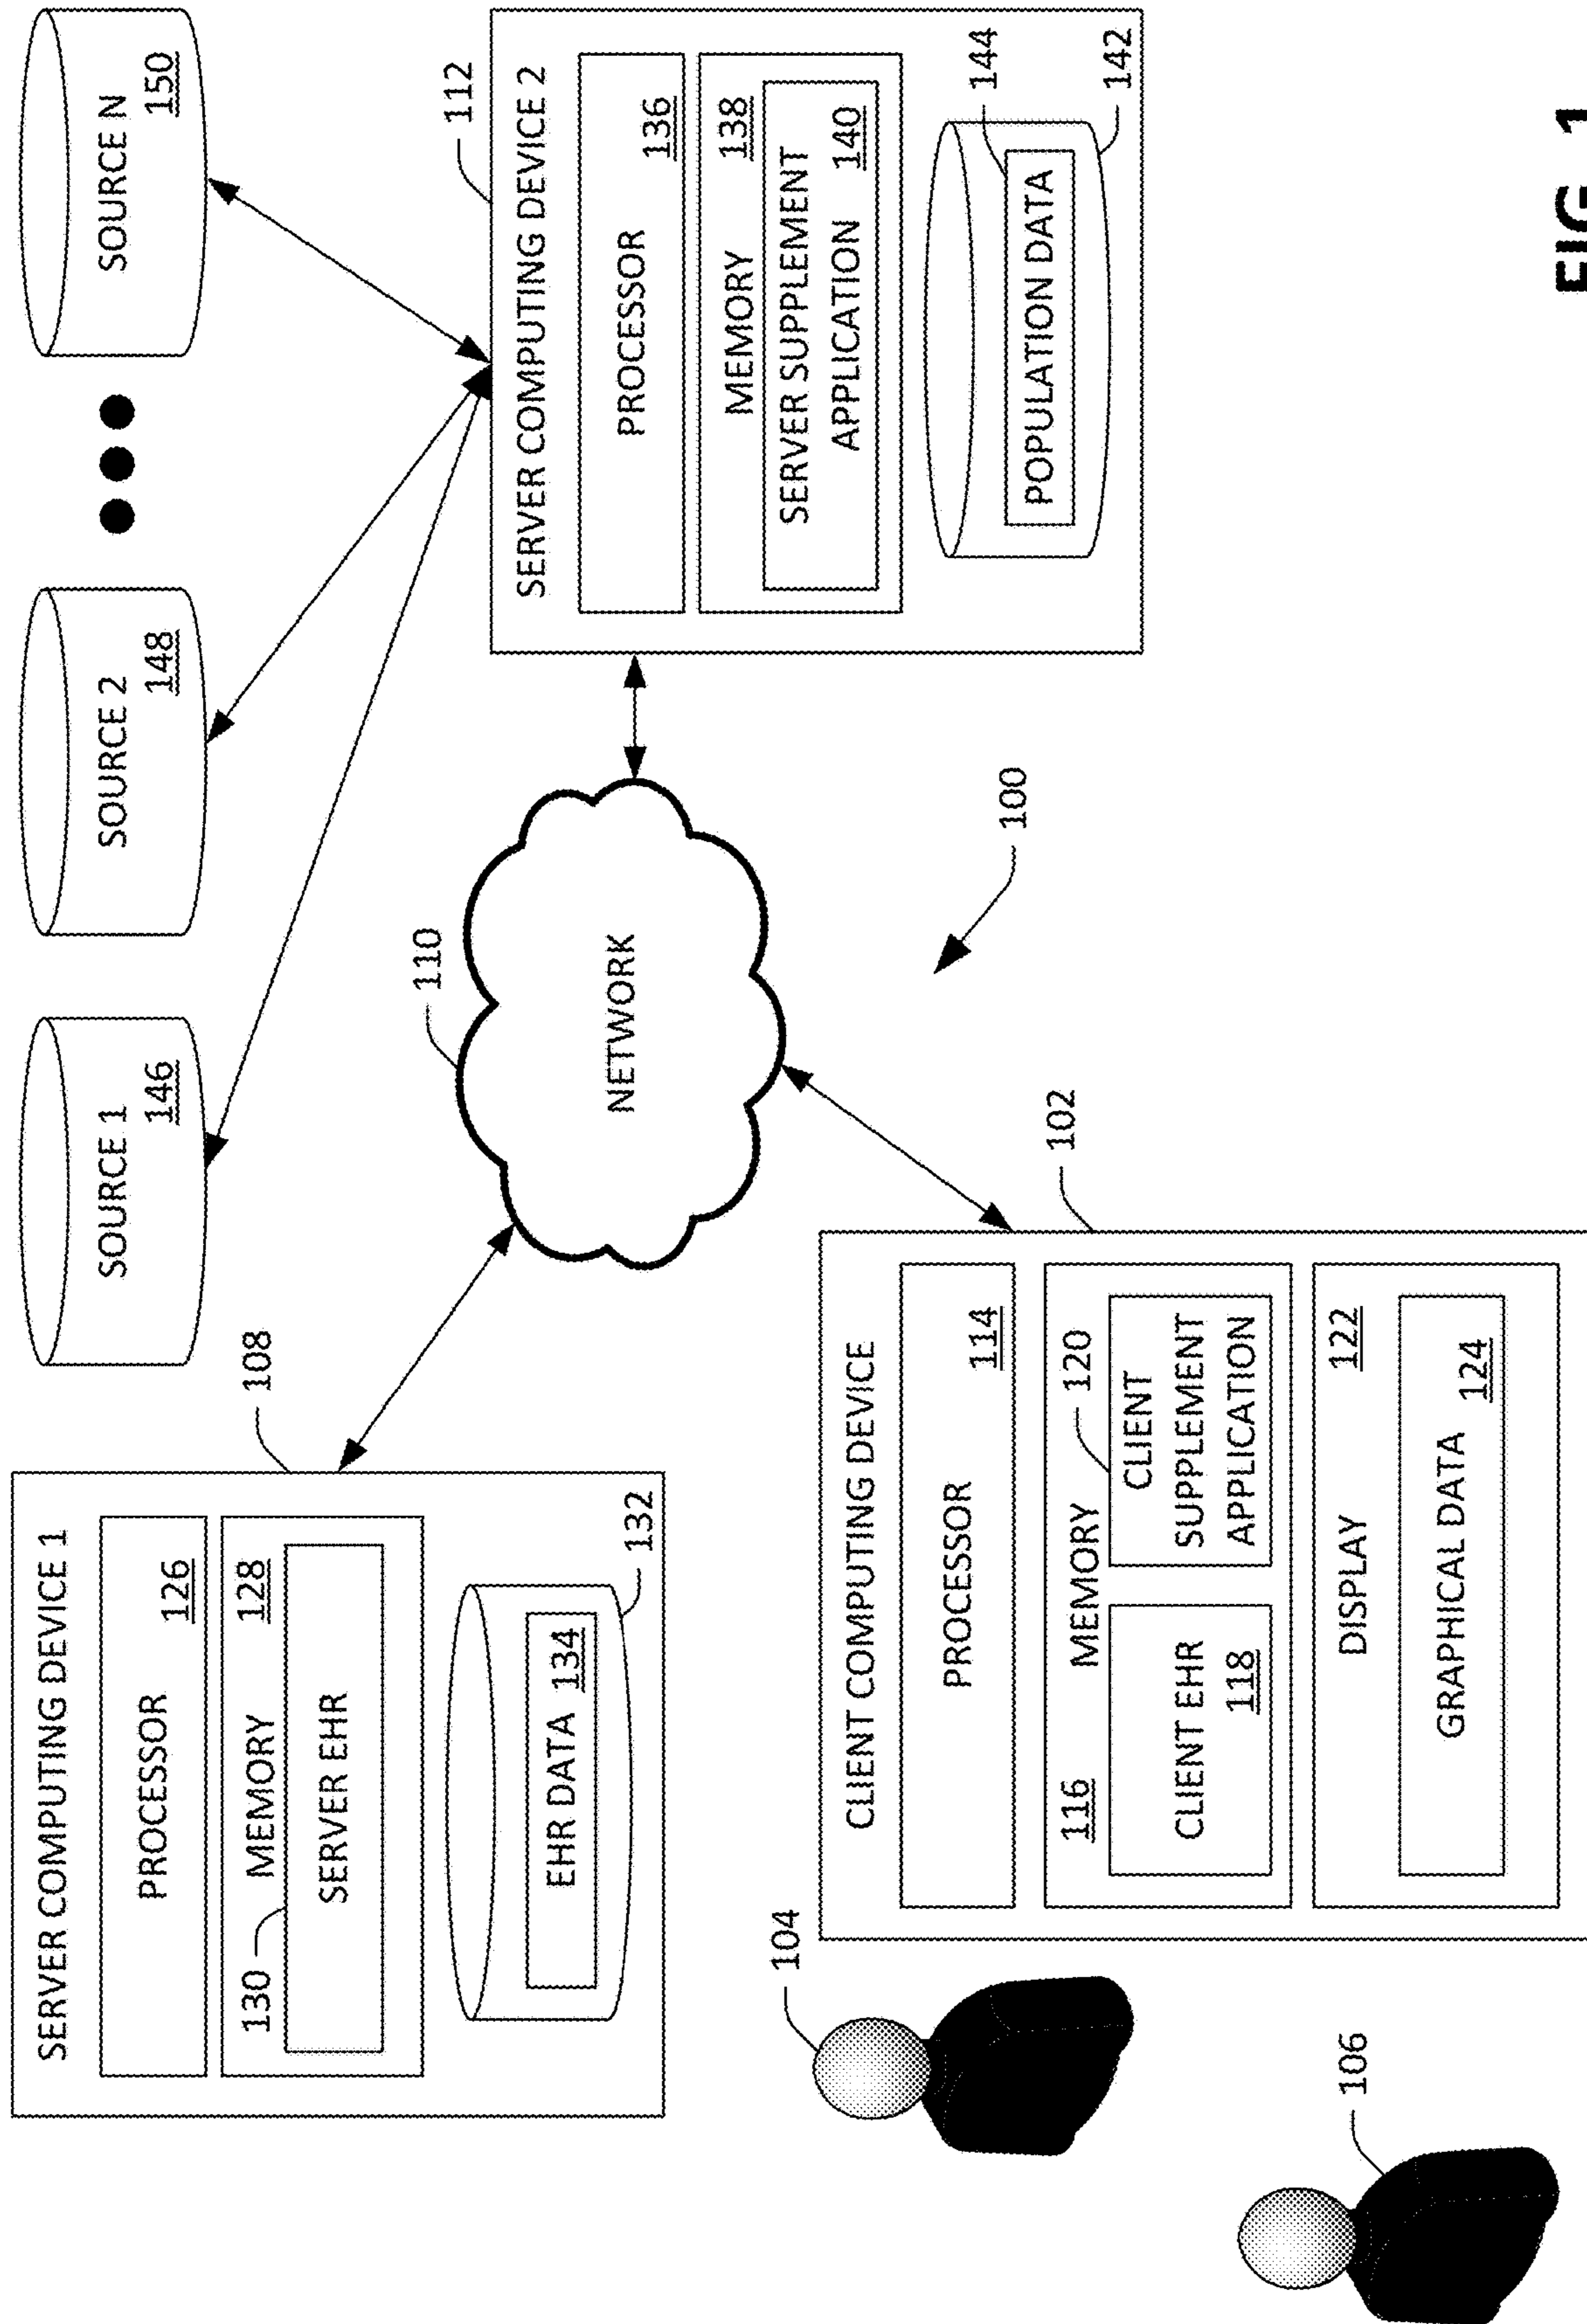 SERVER COMPUTING DEVICE 1
108
PROCESSOR
126
MEMORY
128
130
SERVER EHR
EHR DATA
134
132
SOURCE 1
146
SOURCE 2
148
SOURCE N
150
110
NETWORK
112
SERVER COMPUTING DEVICE 2
PROCESSOR
136
MEMORY
138
SERVER SUPPLEMENT
APPLICATION
140
POPULATION DATA
144
142
100
104
106
102
CLIENT COMPUTING DEVICE
PROCESSOR
114
116
MEMORY
120
CLIENT EHR
118
CLIENT
SUPPLEMENT
APPLICATION
DISPLAY
122
GRAPHICAL DATA
124
FIG. 1